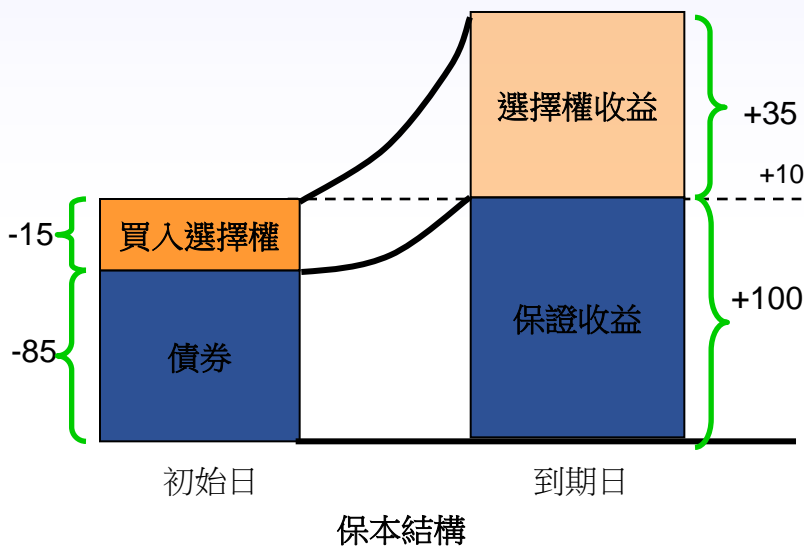 選擇權收益
+35
+10
-15
買入選擇權
保證收益
+100
-85
債券
初始日
到期日
保本結構